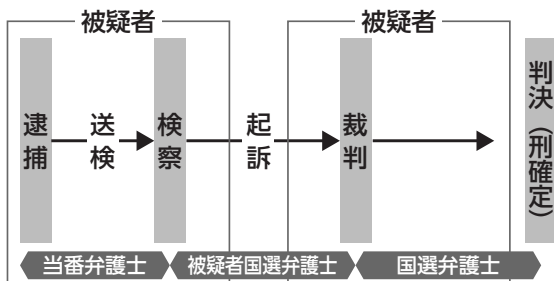 被疑者
被疑者
逮捕
送検
検察
起訴
裁判
判決（刑確定）
当番弁護士
被疑者国選弁護士
国選弁護士